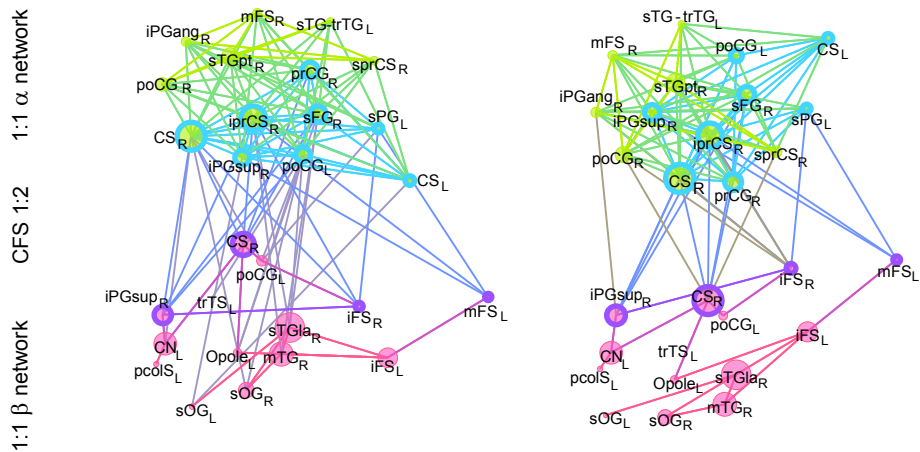 1:1 α network
CFS 1:2
1:1 β network
mFS R
sTG-trTG L
iPGang R
sTGpt R
prCG R
sprCS R
poCG R
iprCS R
sFG R
sPG L
CS R
iPGsup R
poCG L
CS L
CS R
poCG L
iPGsup R
trTS L
iFS R
mFS L
sTGla R
CN L
Opole L
mTG R
iFS L
pcolS L
sOG R
sOG L
sTG-trTG L
mFS R
poCG L
CS L
iPGang R
sTGpt R
sFG R
iPGsup R
sPG L
iprCS R
poCG R
sprCS R
CS R
prCG R
iFS R
mFS L
iPGsup R
CS R
poCG L
iFS L
CN L
trTS L
pcolS L
Opole L
sTGla R
mTG R
sOG L
sOG R